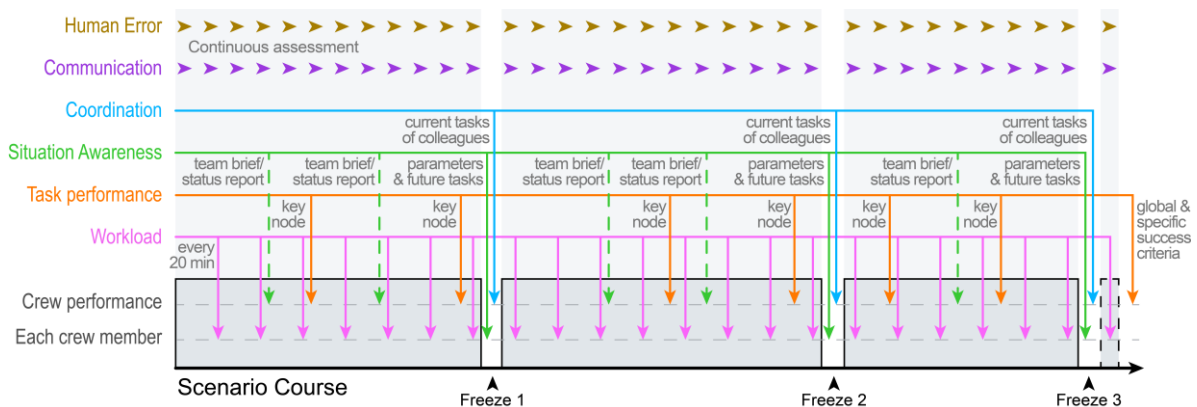 Human Error
Continuous assessment
Communication
Coordination
current tasks
of colleagues
current tasks
of colleagues
current tasks
of colleagues
Situation Awareness
team brief/
status report
team brief/
status report
parameters
& future tasks
team brief/
status report
team brief/
status report
parameters
& future tasks
team brief/
status report
parameters
& future tasks
Task performance
key
node
key
node
key
node
key
node
key
node
key
node
global &
specific
success
criteria
Workload
every
20 min
Crew performance
Each crew member
Scenario Course
Freeze 1
Freeze 2
Freeze 3